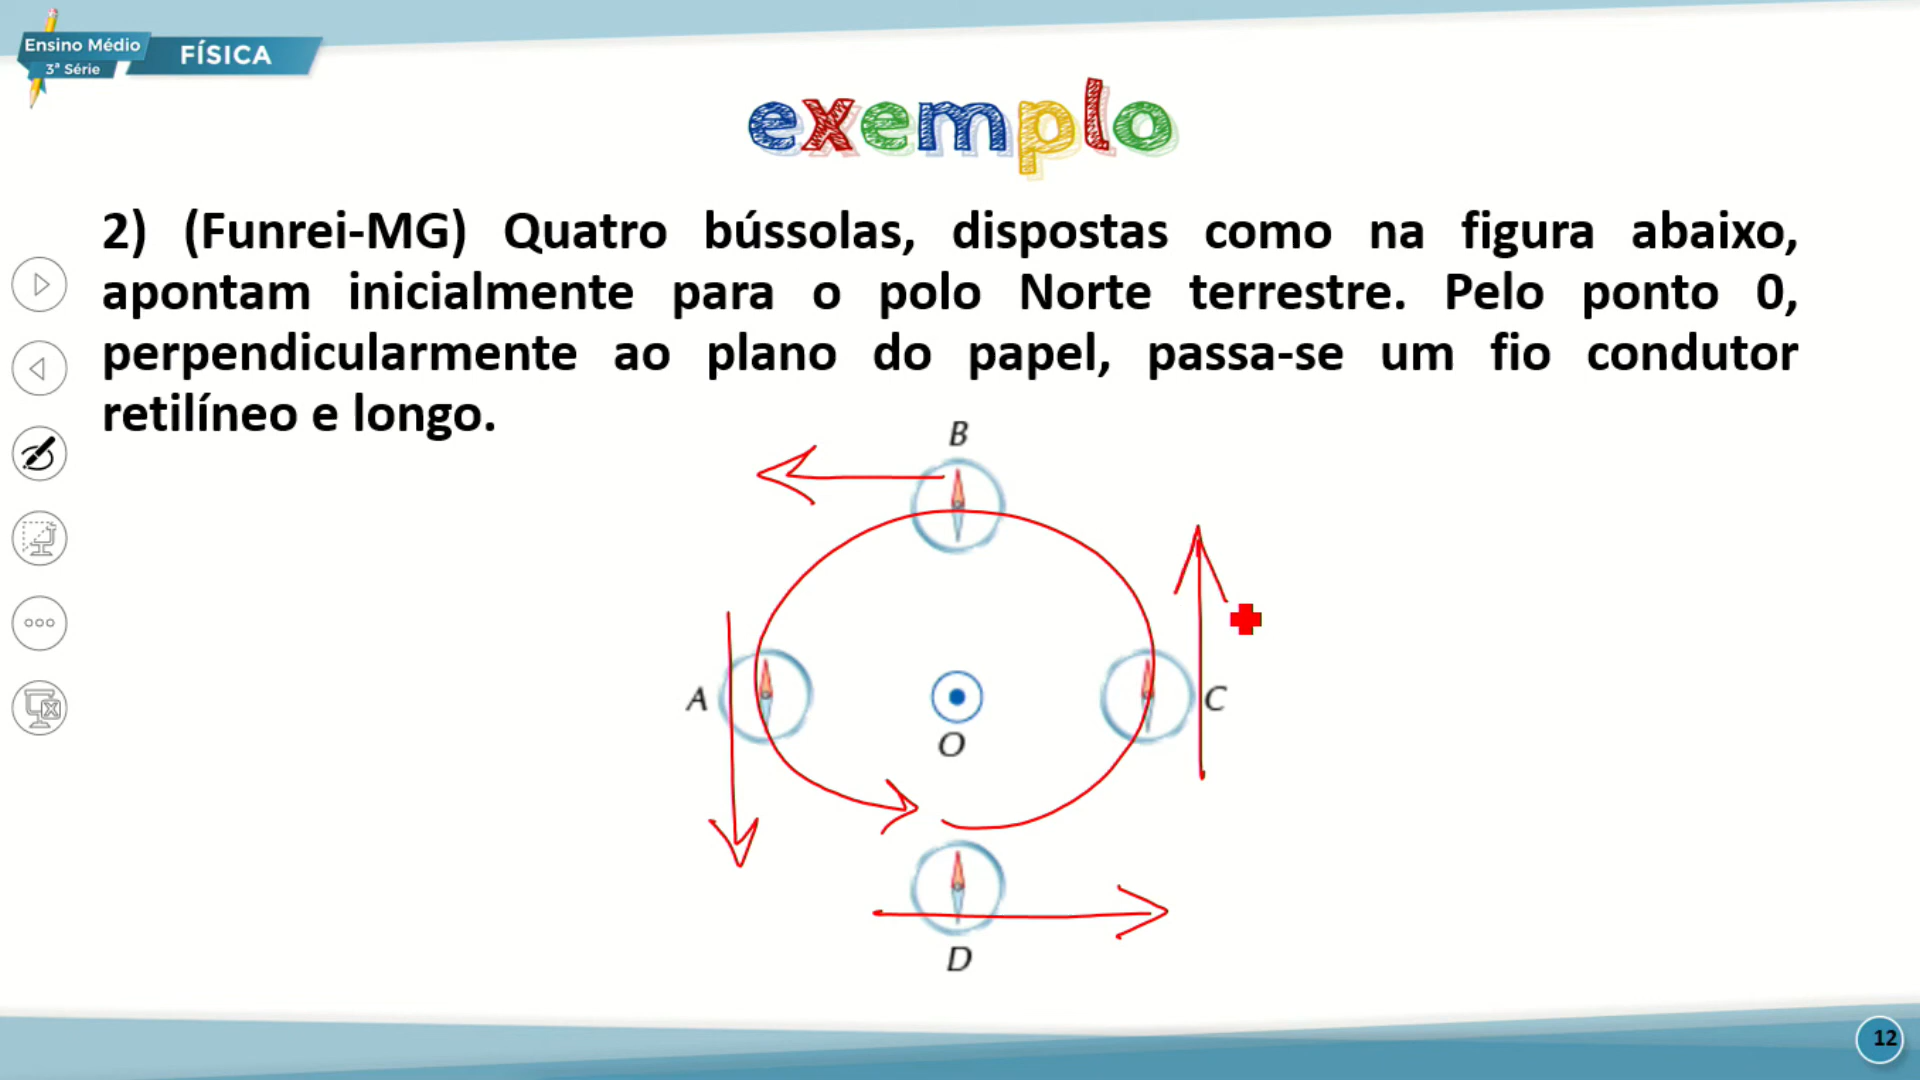 Ensino Médio
3ª Série
FÍSICA
exemplo
2) (Funrei-MG) Quatro bússolas, dispostas como na figura abaixo,
apontam inicialmente para o polo Norte terrestre. Pelo ponto 0,
perpendicularmente ao plano do papel, passa-se um fio condutor
retilíneo e longo.
B
A
C
O
D
12